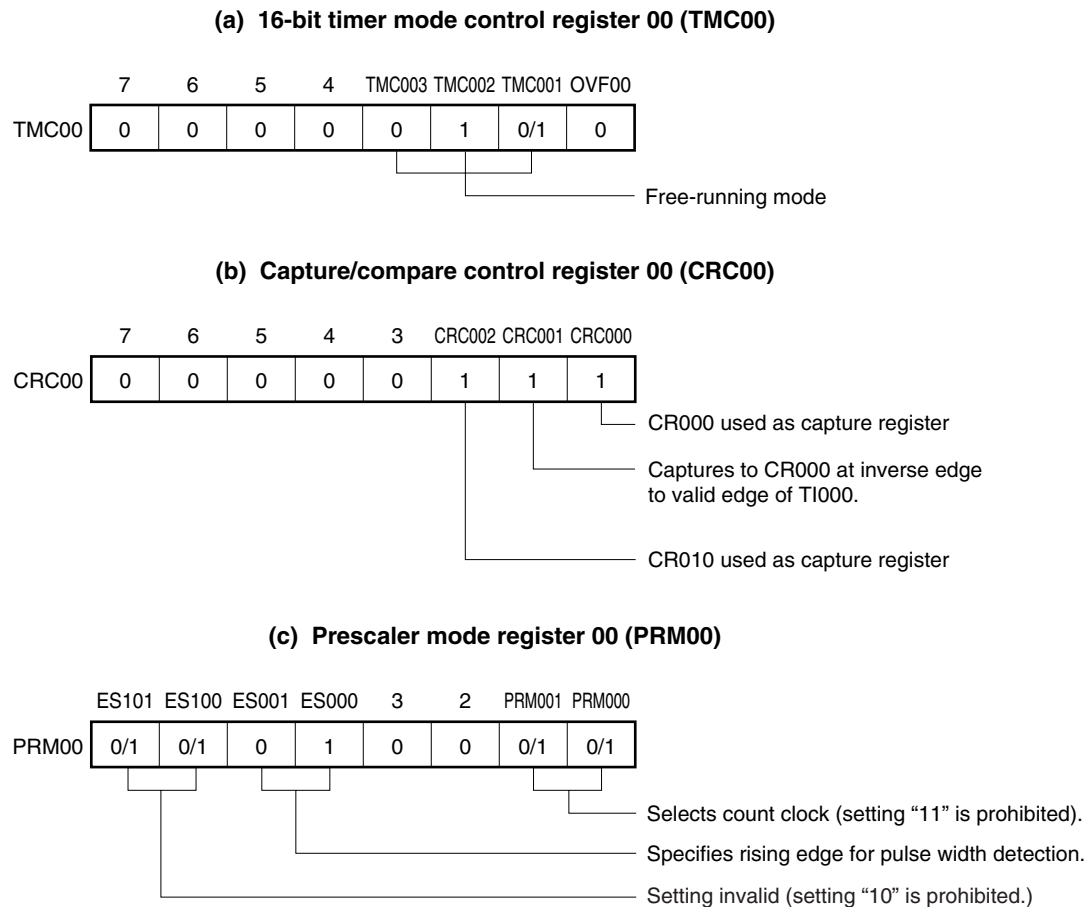 (a) 16-bit timer mode control register 00 (TMC00)
7 6 5 4 TMC003 TMC002 TMC001 OVF00
TMC00 0 0 0 0 0 1 0/1 0
Free-running mode
(b) Capture/compare control register 00 (CRC00)
7 6 5 4 3 CRC002 CRC001 CRC000
CRC00 0 0 0 0 0 1 1 1
CR000 used as capture register
Captures to CR000 at inverse edge
to valid edge of TI000.
CR010 used as capture register
(c) Prescaler mode register 00 (PRM00)
ES101 ES100 ES001 ES000 3 2 PRM001 PRM000
PRM00 0/1 0/1 0 1 0 0 0/1 0/1
Selects count clock (setting “11” is prohibited).
Specifies rising edge for pulse width detection.
Setting invalid (setting “10” is prohibited.)